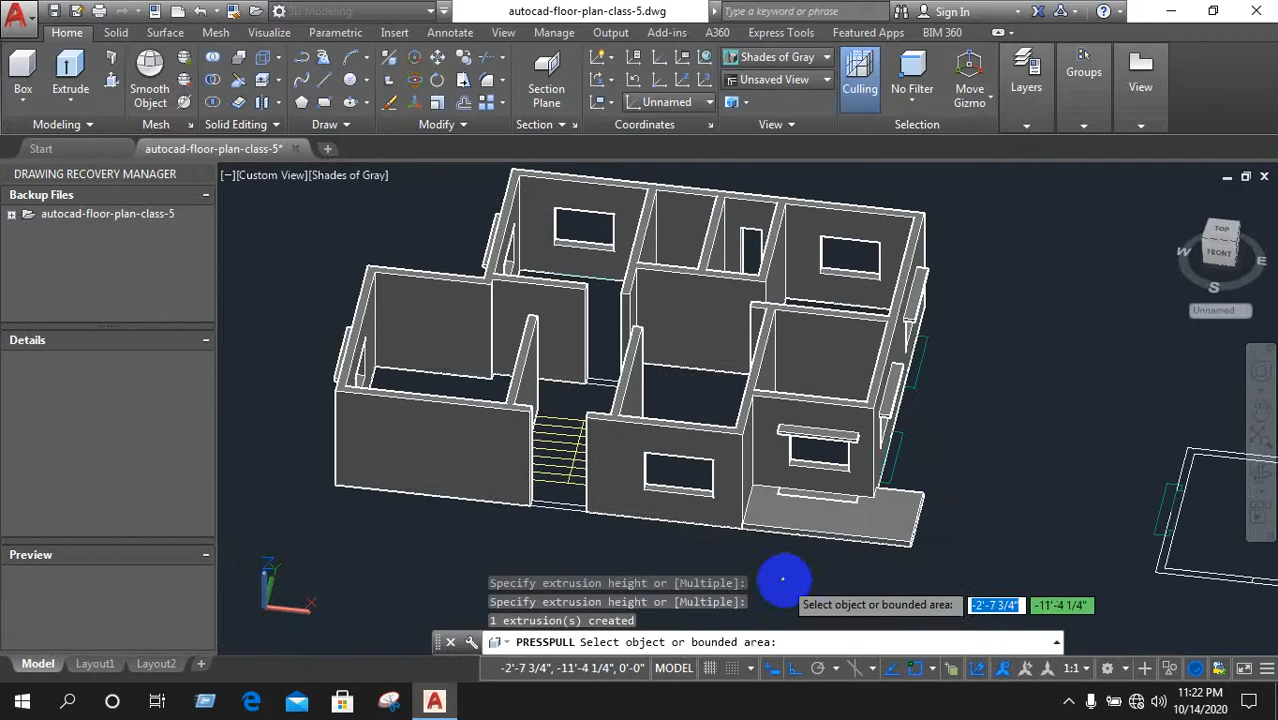 3D Modeling
autocad-floor-plan-class-5.dwg
Type a keyword or phrase
Sign In
Home Solid Surface Mesh Visualize Parametric Insert Annotate View Manage Output Add-ins A360 Express Tools Featured Apps BIM 360
Box
Extrude
Smooth
Object
Section
Plane
Shades of Gray
Unsaved View
Unnamed
Culling
No Filter
Move
Gizmo
Layers
Groups
View
Modeling
Mesh
Solid Editing
Draw
Modify
Section
Coordinates
View
Selection
Start
autocad-floor-plan-class-5*
DRAWING RECOVERY MANAGER
Backup Files
autocad-floor-plan-class-5
Details
Preview
[−][Custom View][Shades of Gray]
TOP
FRONT
W
E
S
Unnamed
Z
Y
X
Specify extrusion height or [Multiple]:
Specify extrusion height or [Multiple]:
1 extrusion(s) created
Select object or bounded area:
-2'-7 3/4"
-11'-4 1/4"
PRESSPULL Select object or bounded area:
Model Layout1 Layout2
-2'-7 3/4", -11'-4 1/4", 0'-0"
MODEL
1:1
11:22 PM
10/14/2020